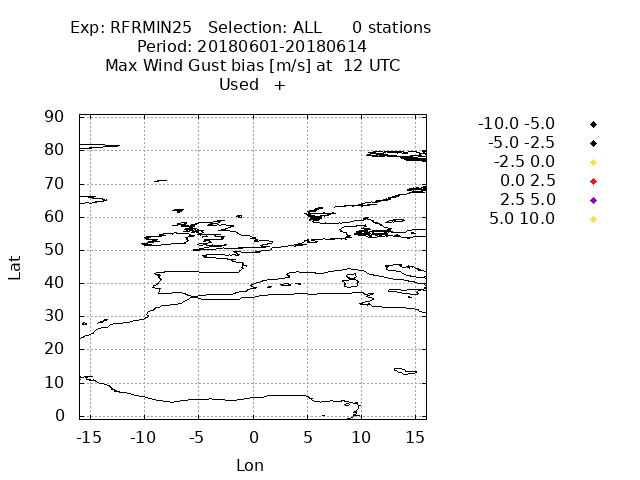 Exp: RFRMIN25   Selection: ALL      0 stations
Period: 20180601-20180614
Max Wind Gust bias [m/s] at  12 UTC
Used   +
90
80
70
60
50
40
30
20
10
0
Lat
-15 -10 -5 0 5 10 15
Lon
-10.0 -5.0
-5.0 -2.5
-2.5 0.0
0.0 2.5
2.5 5.0
5.0 10.0